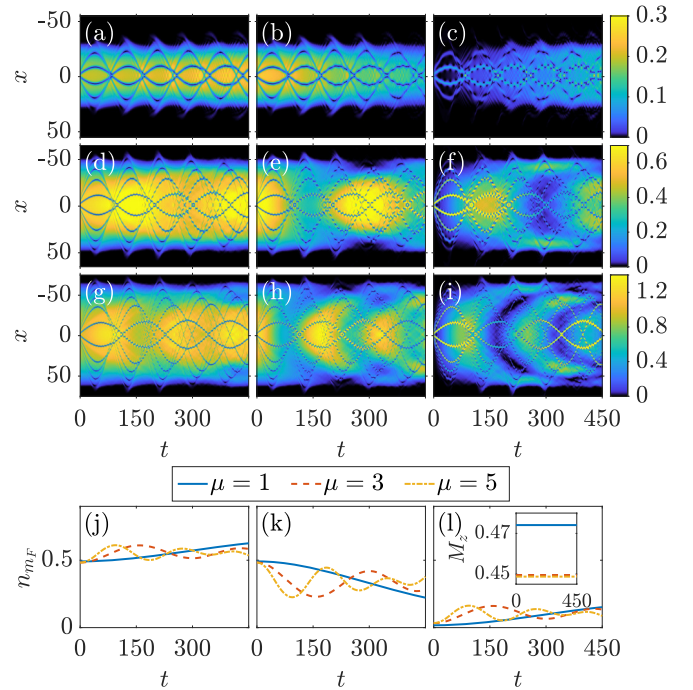 -50 (a) (b) (c) 0.3
x 0 0.2
0.1
50 0
-50 (d) (e) (f) 0.6
x 0 0.4
0.2
50 0
-50 (g) (h) (i)
1.2
x 0 0.8
0.4
50 0
0 150 300 0 150 300 0 150 300 450
t t t
μ = 1 μ = 3 μ = 5
(j) (k) (l)
n_{m_F} 0.5 M_z 0.47
0.45
0 450
0
0 150 300 0 150 300 0 150 300 450
t t t